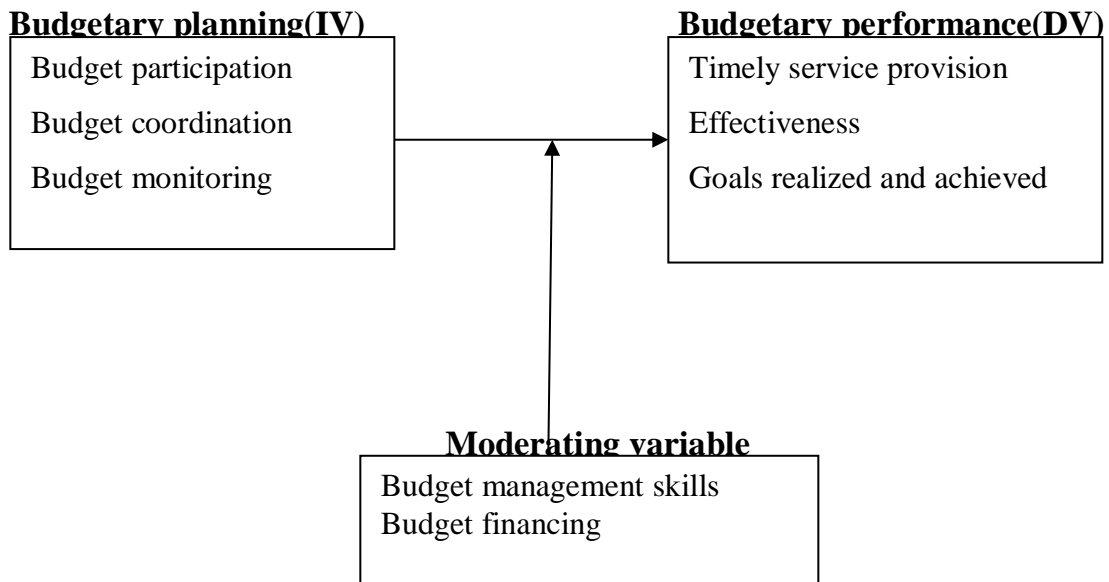 Budgetary planning(IV)
Budget participation
Budget coordination
Budget monitoring
Budgetary performance(DV)
Timely service provision
Effectiveness
Goals realized and achieved
Moderating variable
Budget management skills
Budget financing